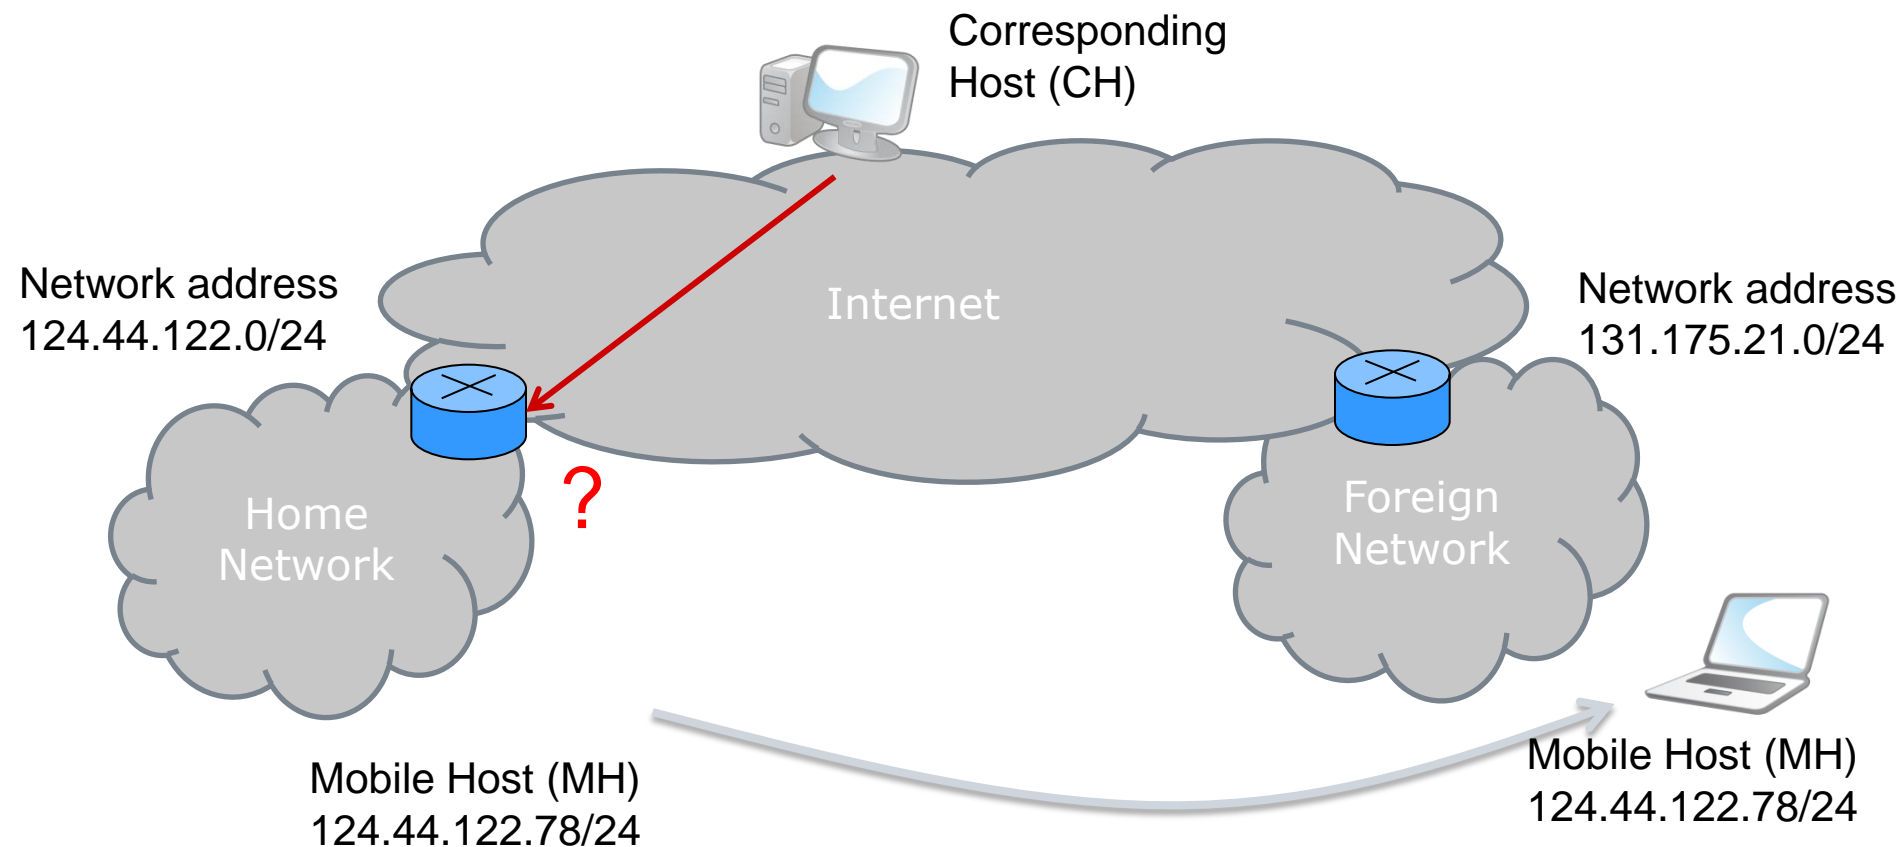 Corresponding
Host (CH)
Network address
124.44.122.0/24
Internet
Network address
131.175.21.0/24
?
Home
Network
Foreign
Network
Mobile Host (MH)
124.44.122.78/24
Mobile Host (MH)
124.44.122.78/24